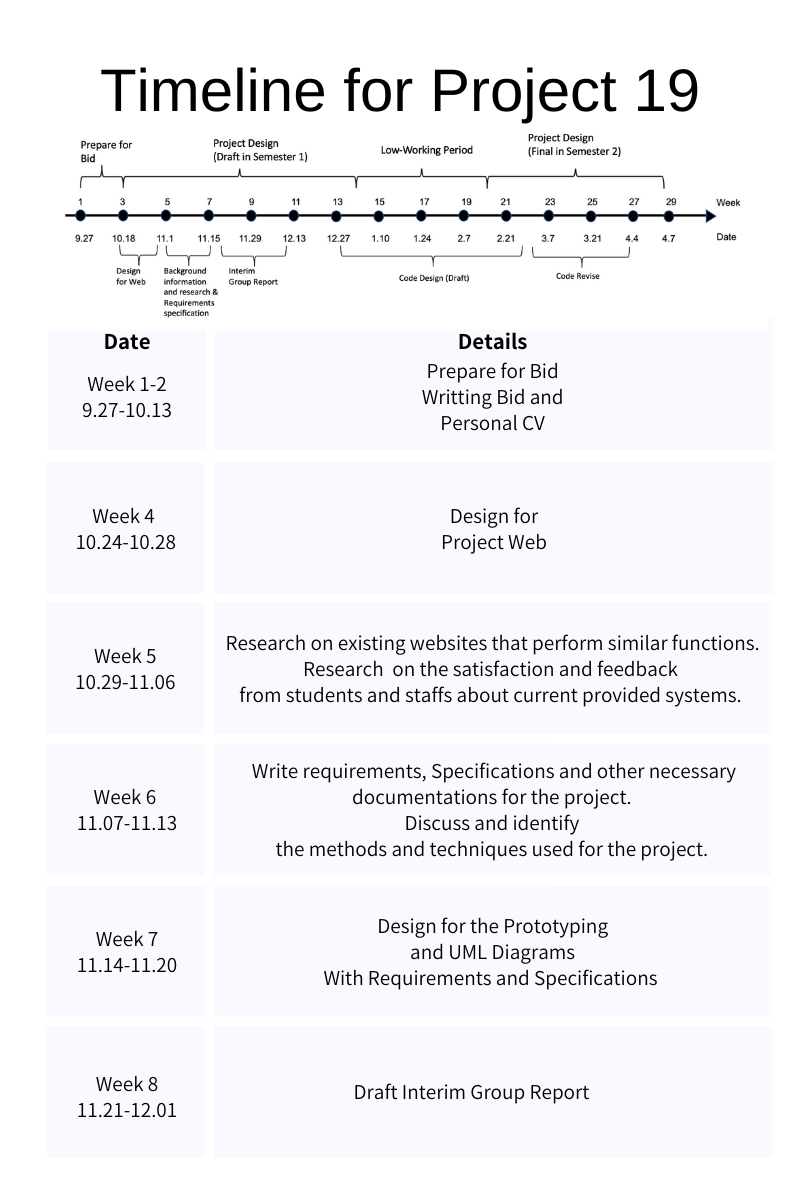 Timeline for Project 19
Prepare for
Bid
Project Design
(Draft in Semester 1)
Low-Working Period
Project Design
(Final in Semester 2)
1 3 5 7 9 11 13 15 17 19 21 23 25 27 29 Week
9.27 10.18 11.1 11.15 11.29 12.13 12.27 1.10 1.24 2.7 2.21 3.7 3.21 4.4 4.7 Date
Design
for Web
Background
information
and research &
Requirements
specification
Interim
Group Report
Code Design (Draft)
Code Revise
Date
Details
Week 1-2
9.27-10.13
Prepare for Bid
Writting Bid and
Personal CV
Week 4
10.24-10.28
Design for
Project Web
Week 5
10.29-11.06
Research on existing websites that perform similar functions.
Research on the satisfaction and feedback
from students and staffs about current provided systems.
Week 6
11.07-11.13
Write requirements, Specifications and other necessary
documentations for the project.
Discuss and identify
the methods and techniques used for the project.
Week 7
11.14-11.20
Design for the Prototyping
and UML Diagrams
With Requirements and Specifications
Week 8
11.21-12.01
Draft Interim Group Report